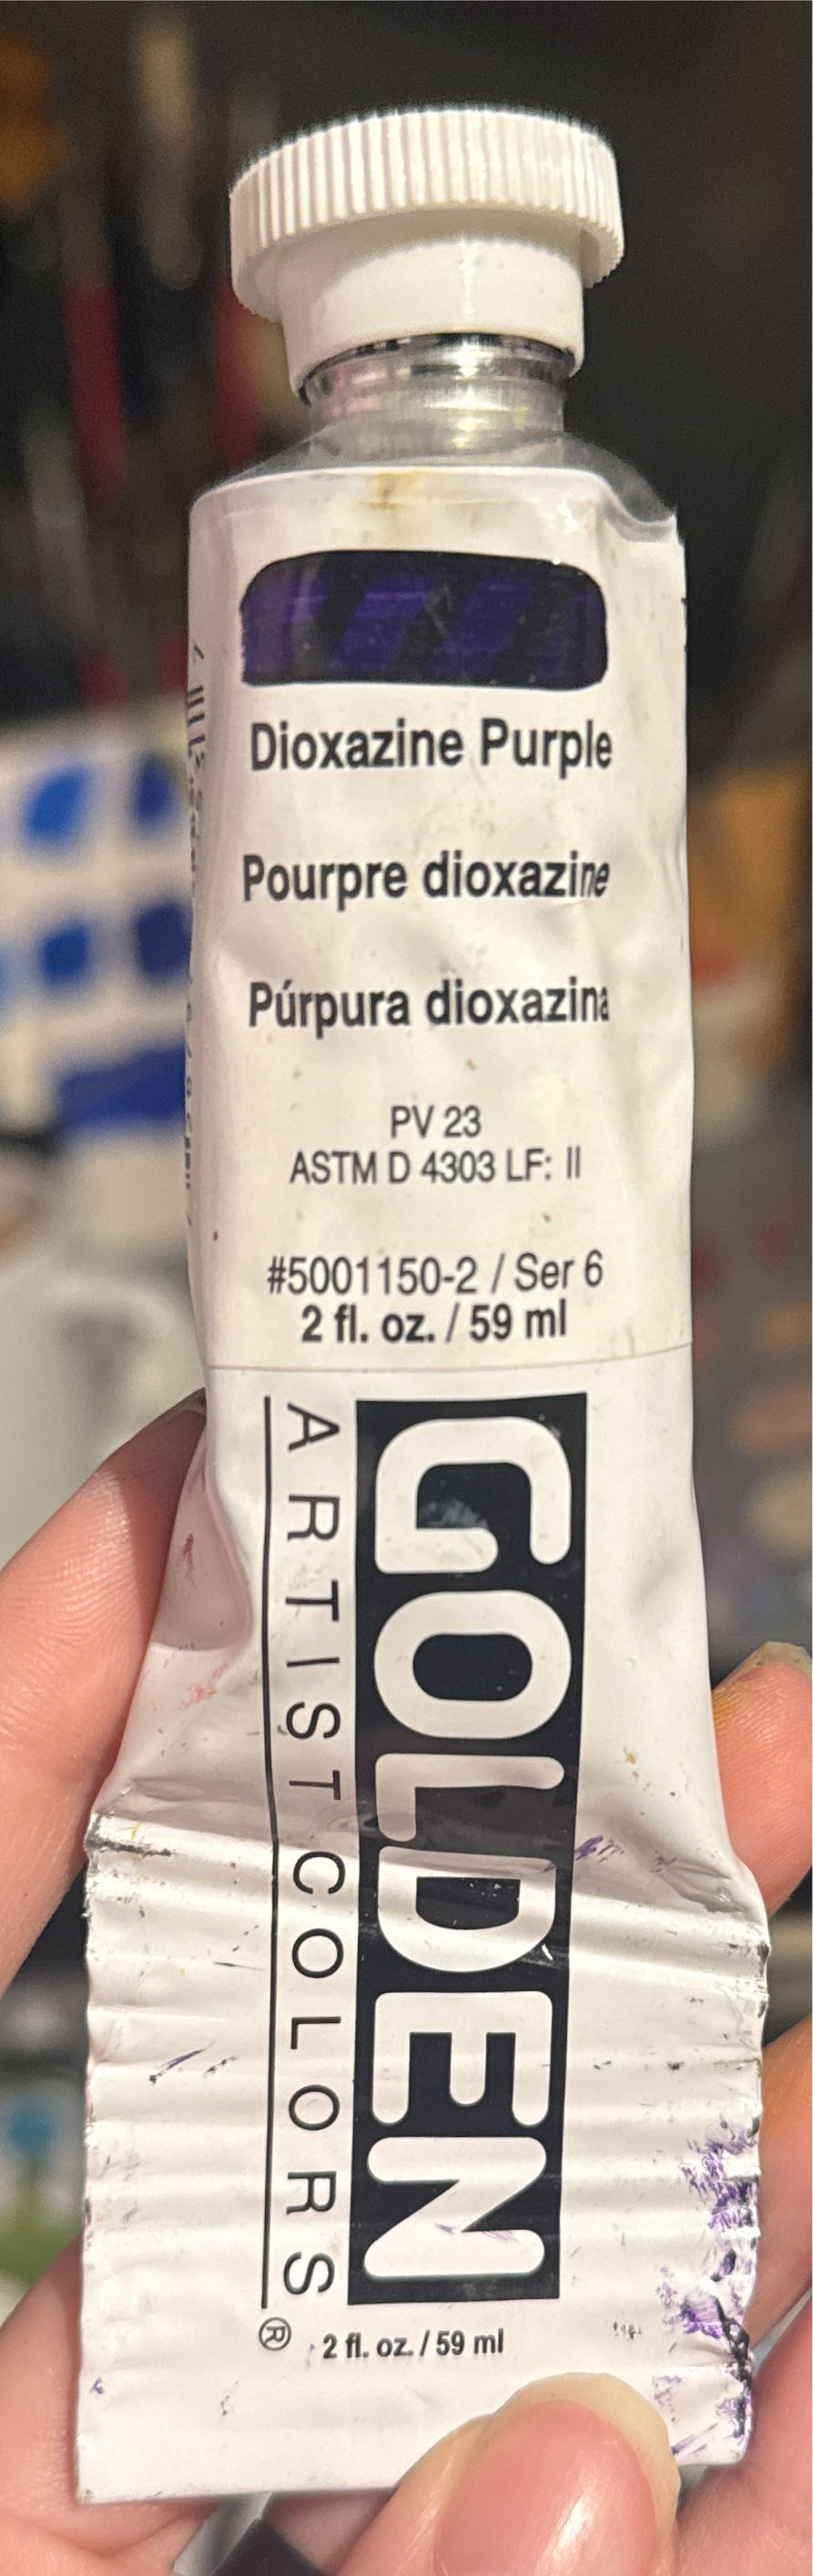 Dioxazine Purple
Pourpre dioxazine
Púrpura dioxazina
PV 23
ASTM D 4303 LF: II
#5001150-2 / Ser 6
2 fl. oz. / 59 ml
GOLDEN
ARTIST COLORS
®
2 fl. oz. / 59 ml